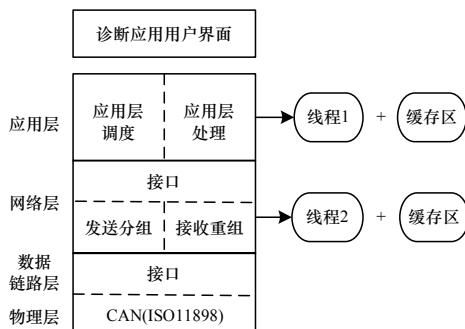 诊断应用用户界面
应用层
应用层
调度
应用层
处理
线程1
+
缓存区
网络层
接口
发送分组
接收重组
线程2
+
缓存区
数据
链路层
接口
物理层
CAN(ISO11898)